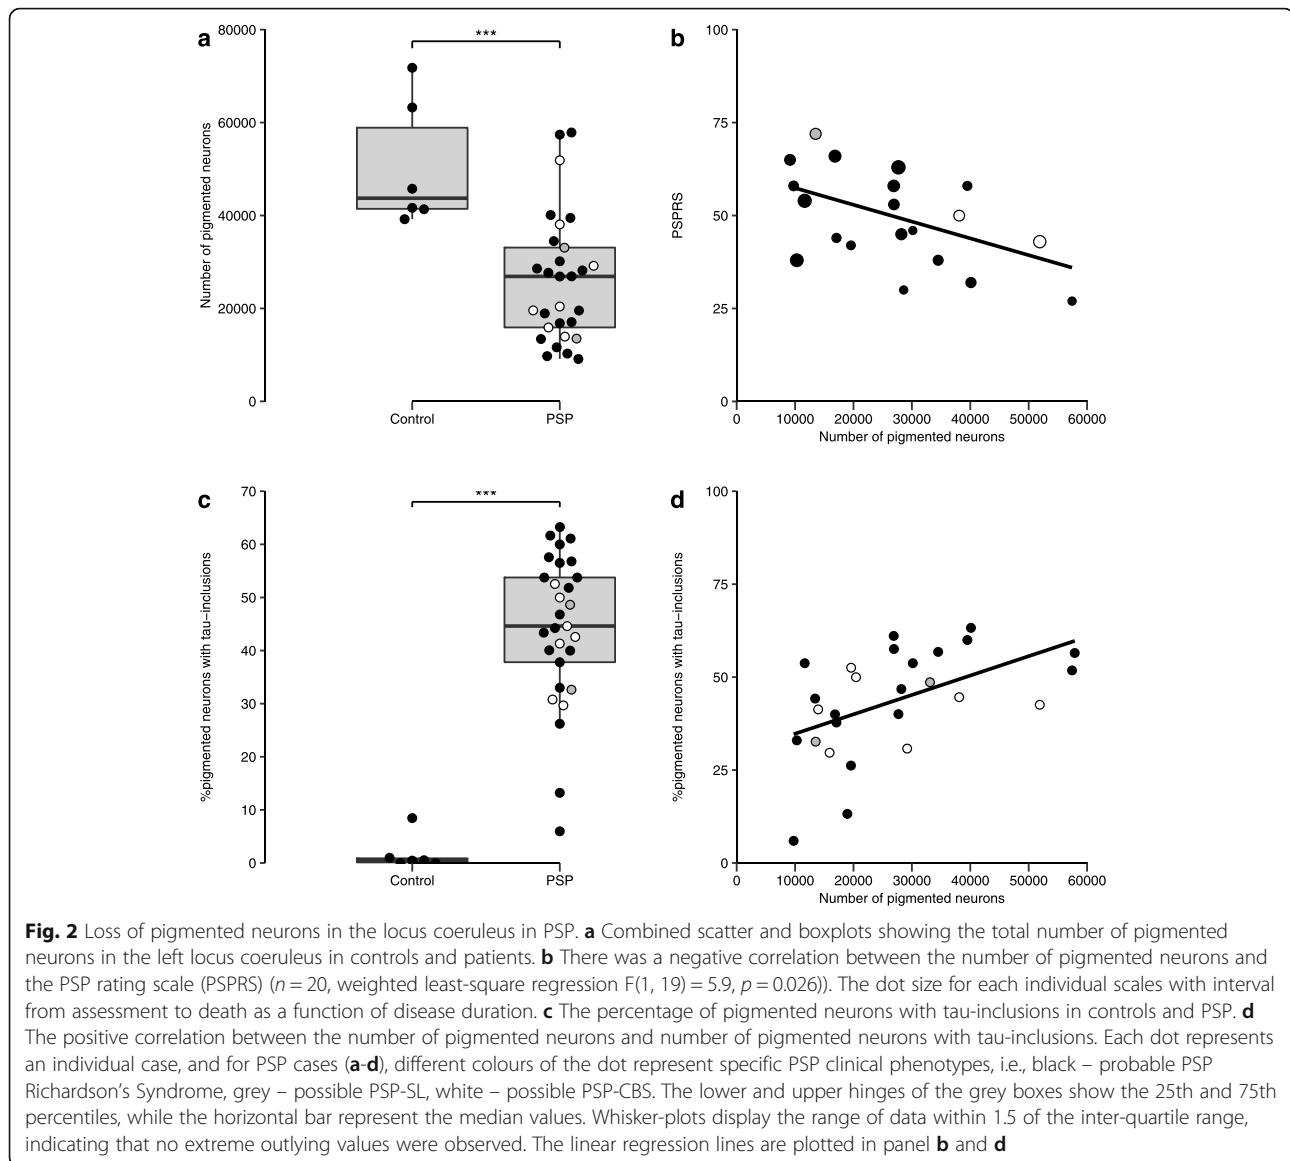 a
80000
60000
40000
20000
0
Number of pigmented neurons
***
Control
PSP
b
100
75
50
25
0
PSPRS
0
10000
20000
30000
40000
50000
60000
Number of pigmented neurons
c
70
60
50
40
30
20
10
0
%pigmented neurons with tau−inclusions
***
Control
PSP
d
100
75
50
25
0
%pigmented neurons with tau−inclusions
0
10000
20000
30000
40000
50000
60000
Number of pigmented neurons
Fig. 2 Loss of pigmented neurons in the locus coeruleus in PSP. a Combined scatter and boxplots showing the total number of pigmented
neurons in the left locus coeruleus in controls and patients. b There was a negative correlation between the number of pigmented neurons and
the PSP rating scale (PSPRS) (n = 20, weighted least-square regression F(1, 19) = 5.9, p = 0.026)). The dot size for each individual scales with interval
from assessment to death as a function of disease duration. c The percentage of pigmented neurons with tau-inclusions in controls and PSP. d
The positive correlation between the number of pigmented neurons and number of pigmented neurons with tau-inclusions. Each dot represents
an individual case, and for PSP cases (a-d), different colours of the dot represent specific PSP clinical phenotypes, i.e., black – probable PSP
Richardson's Syndrome, grey – possible PSP-SL, white – possible PSP-CBS. The lower and upper hinges of the grey boxes show the 25th and 75th
percentiles, while the horizontal bar represent the median values. Whisker-plots display the range of data within 1.5 of the inter-quartile range,
indicating that no extreme outlying values were observed. The linear regression lines are plotted in panel b and d